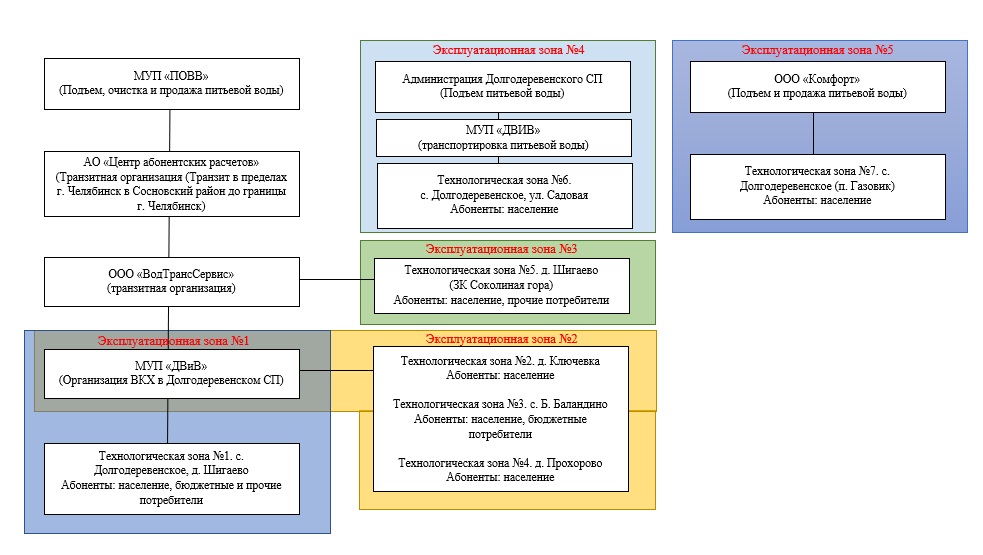 МУП «ПОВВ»
(Подъем, очистка и продажа питьевой воды)
АО «Центр абонентских расчетов»
(Транзитная организация (Транзит в пределах
г. Челябинск в Сосновский район до границы
г. Челябинск)
ООО «ВодТрансСервис»
(транзитная организация)
Эксплуатационная зона №1
МУП «ДВиВ»
(Организация ВКХ в Долгодеревенском СП)
Технологическая зона №1. с.
Долгодеревенское, д. Шигаево
Абоненты: население, бюджетные и прочие
потребители
Эксплуатационная зона №4
Администрация Долгодеревенского СП
(Подъем питьевой воды)
МУП «ДВИВ»
(транспортировка питьевой воды)
Технологическая зона №6.
с. Долгодеревенское, ул. Садовая
Абоненты: население
Эксплуатационная зона №3
Технологическая зона №5. д. Шигаево
(ЗК Соколиная гора)
Абоненты: население, прочие потребители
Эксплуатационная зона №2
Технологическая зона №2. д. Ключевка
Абоненты: население
Технологическая зона №3. с. Б. Баландино
Абоненты: население, бюджетные
потребители
Технологическая зона №4. д. Прохорово
Абоненты: население
Эксплуатационная зона №5
ООО «Комфорт»
(Подъем и продажа питьевой воды)
Технологическая зона №7. с.
Долгодеревенское (п. Газовик)
Абоненты: население